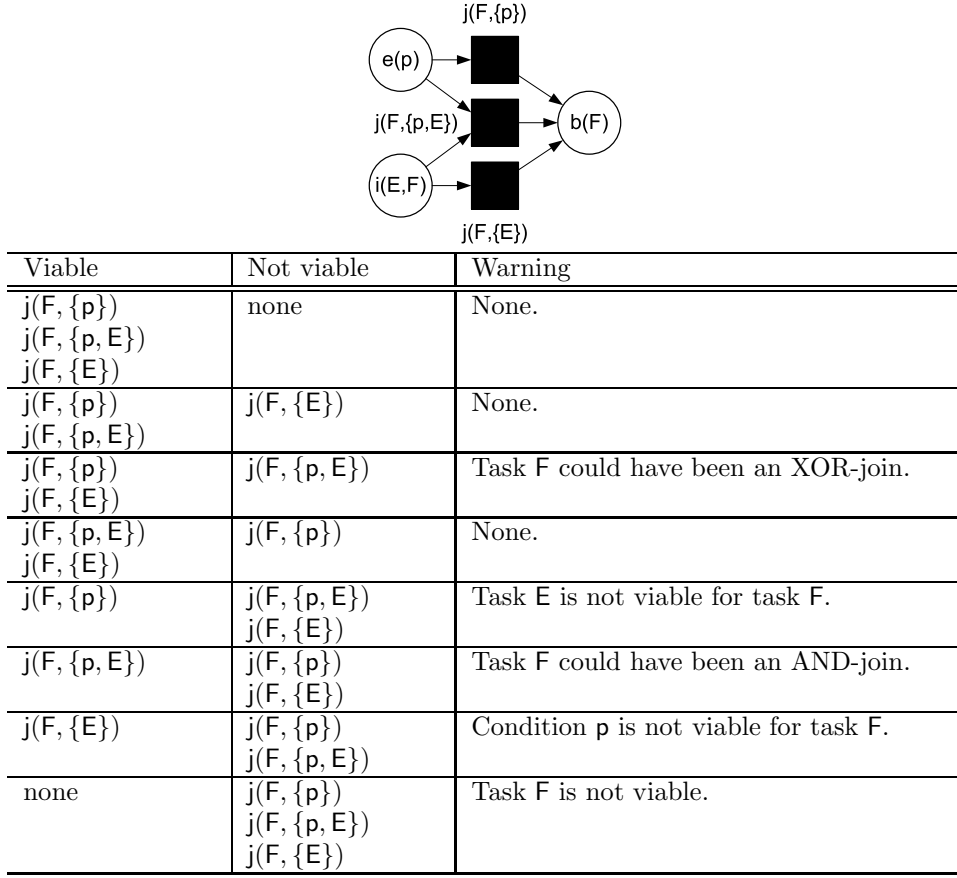 j(F,{p})
e(p)
j(F,{p,E})
b(F)
i(E,F)
j(F,{E})
Viable Not viable Warning
j(F, {p}) none None.
j(F, {p, E})
j(F, {E})
j(F, {p}) j(F, {E}) None.
j(F, {p, E})
j(F, {p}) j(F, {p, E}) Task F could have been an XOR-join.
j(F, {E})
j(F, {p, E}) j(F, {p}) None.
j(F, {E})
j(F, {p}) j(F, {p, E}) Task E is not viable for task F.
j(F, {E})
j(F, {p, E}) j(F, {p}) Task F could have been an AND-join.
j(F, {E})
j(F, {E}) j(F, {p}) Condition p is not viable for task F.
j(F, {p, E})
none j(F, {p}) Task F is not viable.
j(F, {p, E})
j(F, {E})